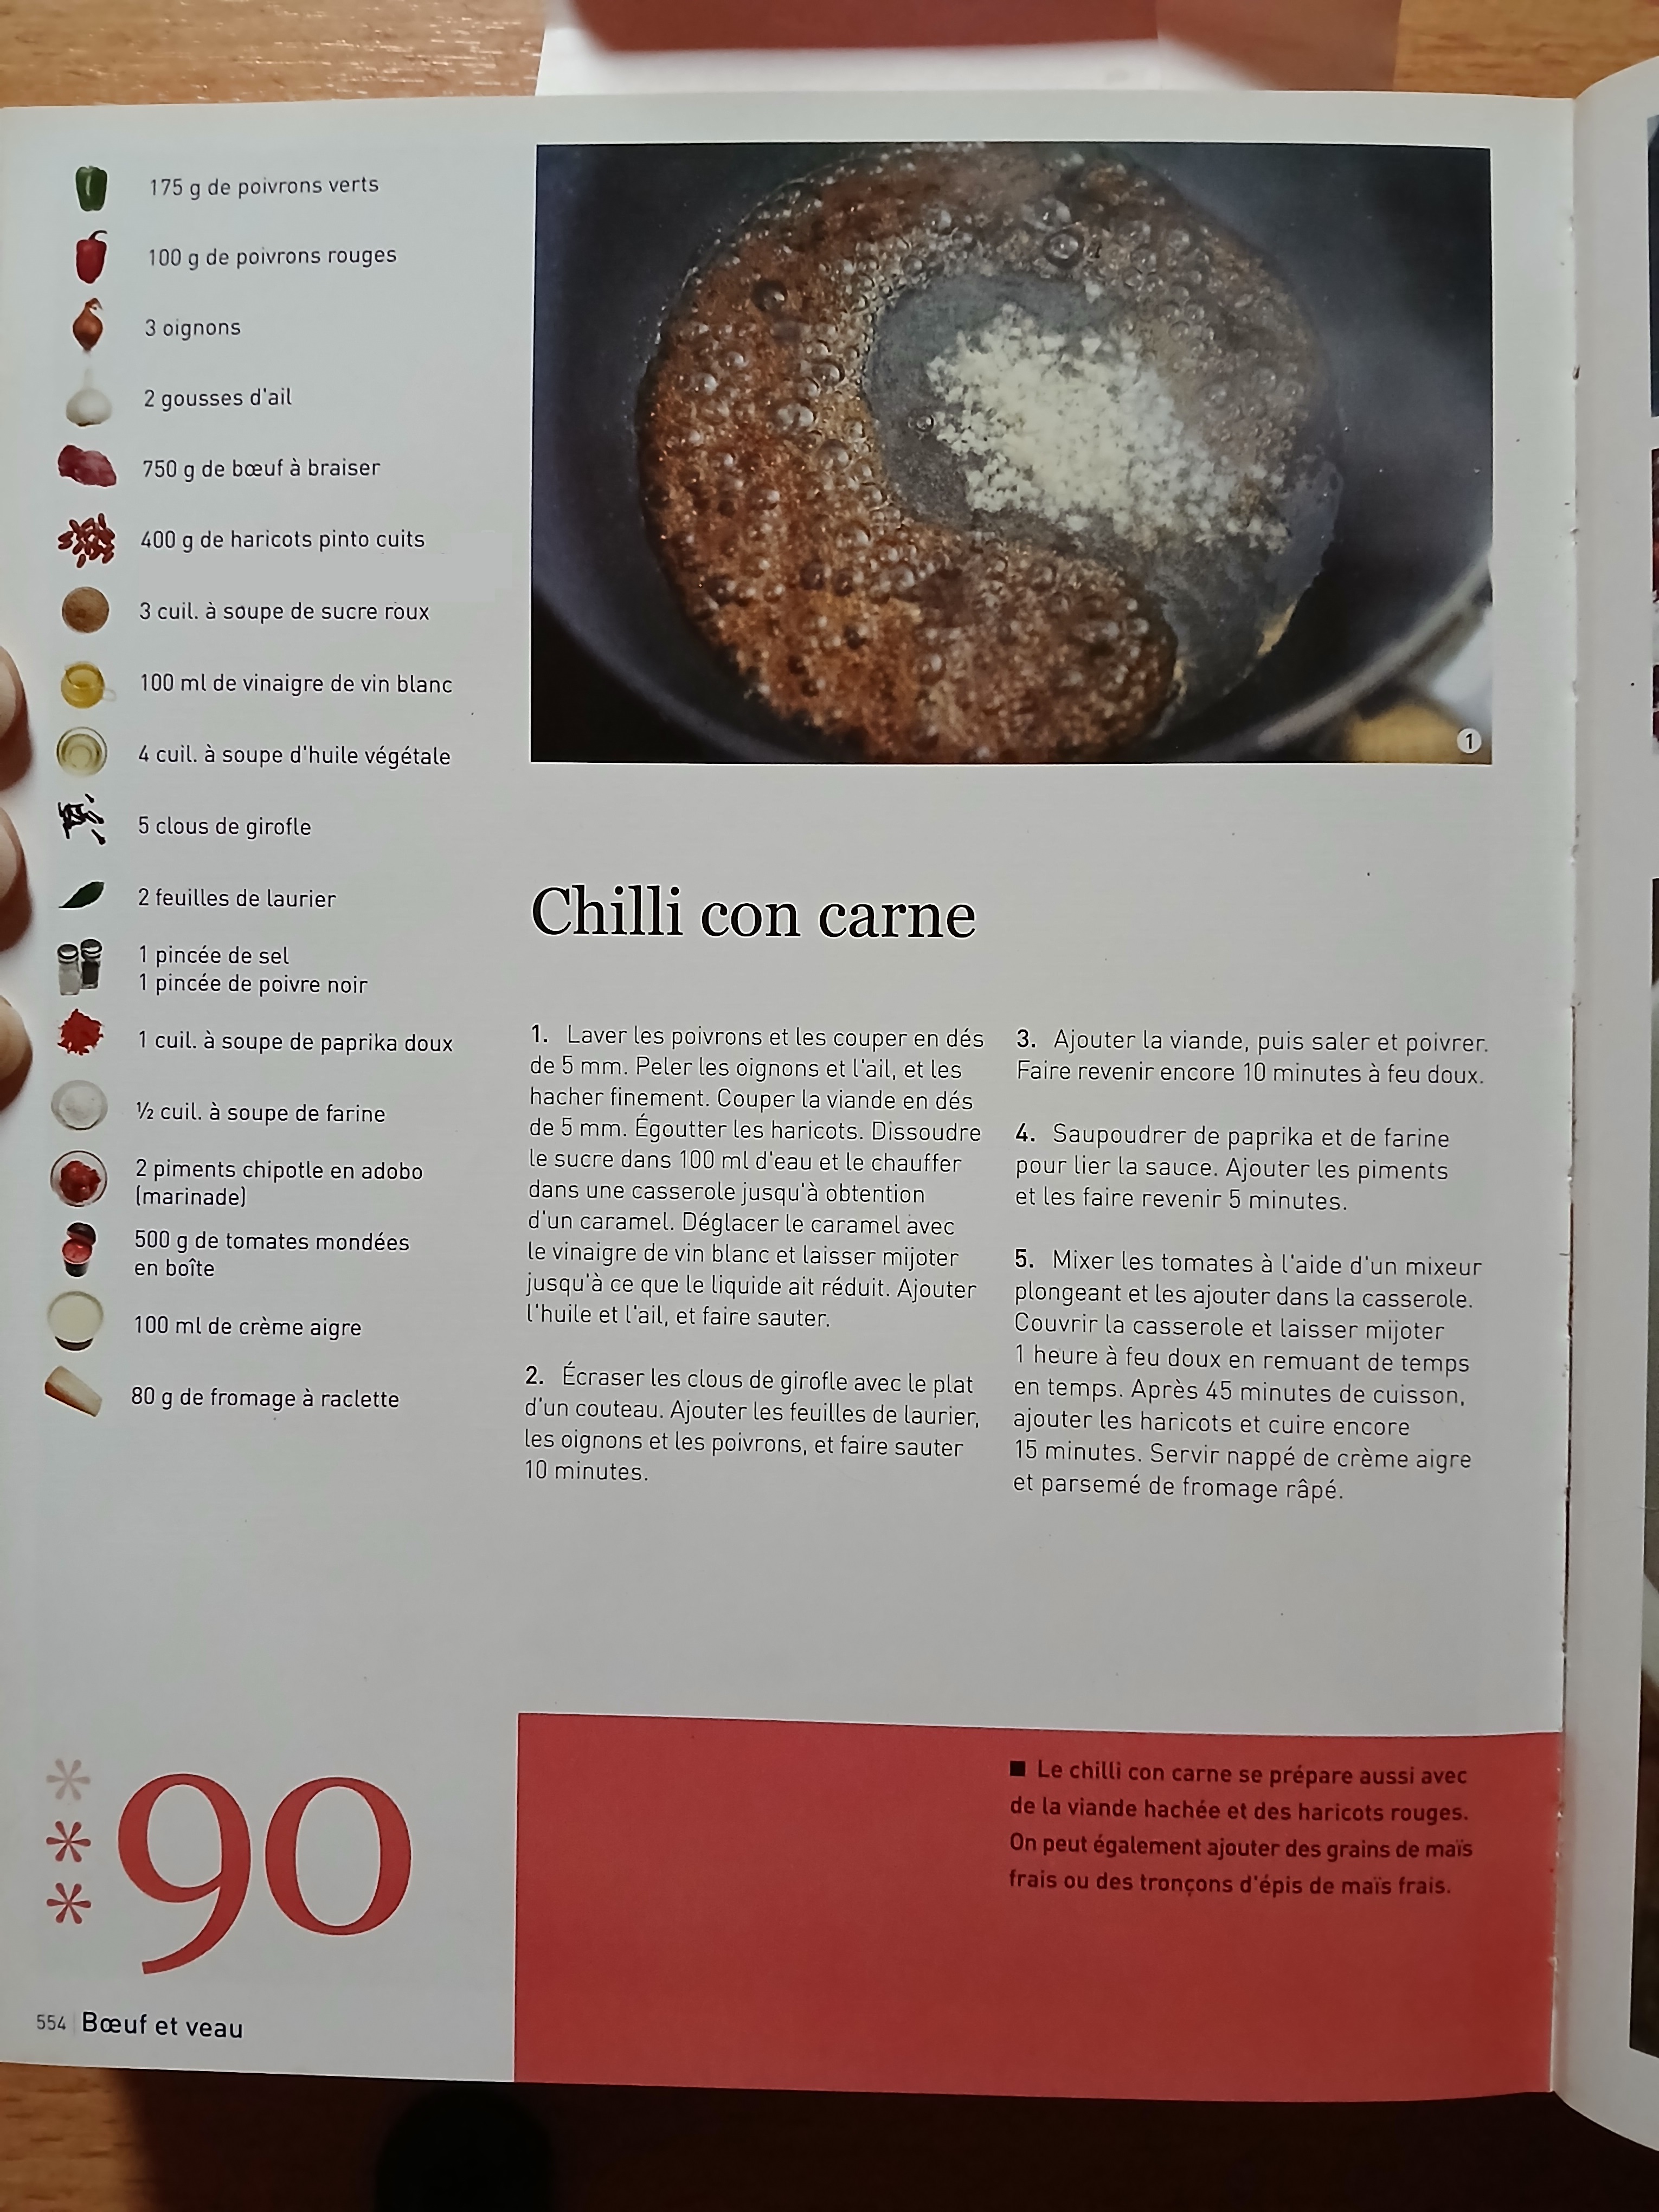 175 g de poivrons verts
100 g de poivrons rouges
3 oignons
2 gousses d'ail
750 g de bœuf à braiser
400 g de haricots pinto cuits
3 cuil. à soupe de sucre roux
100 ml de vinaigre de vin blanc
4 cuil. à soupe d'huile végétale
5 clous de girofle
2 feuilles de laurier
1 pincée de sel
1 pincée de poivre noir
1 cuil. à soupe de paprika doux
½ cuil. à soupe de farine
2 piments chipotle en adobo
(marinade)
500 g de tomates mondées
en boîte
100 ml de crème aigre
80 g de fromage à raclette
1
Chilli con carne
1. Laver les poivrons et les couper en dés
de 5 mm. Peler les oignons et l'ail, et les
hacher finement. Couper la viande en dés
de 5 mm. Égoutter les haricots. Dissoudre
le sucre dans 100 ml d'eau et le chauffer
dans une casserole jusqu'à obtention
d'un caramel. Déglacer le caramel avec
le vinaigre de vin blanc et laisser mijoter
jusqu'à ce que le liquide ait réduit. Ajouter
l'huile et l'ail, et faire sauter.
2. Écraser les clous de girofle avec le plat
d'un couteau. Ajouter les feuilles de laurier,
les oignons et les poivrons, et faire sauter
10 minutes.
3. Ajouter la viande, puis saler et poivrer.
Faire revenir encore 10 minutes à feu doux.
4. Saupoudrer de paprika et de farine
pour lier la sauce. Ajouter les piments
et les faire revenir 5 minutes.
5. Mixer les tomates à l'aide d'un mixeur
plongeant et les ajouter dans la casserole.
Couvrir la casserole et laisser mijoter
1 heure à feu doux en remuant de temps
en temps. Après 45 minutes de cuisson,
ajouter les haricots et cuire encore
15 minutes. Servir nappé de crème aigre
et parsemé de fromage râpé.
■ Le chilli con carne se prépare aussi avec
de la viande hachée et des haricots rouges.
On peut également ajouter des grains de maïs
frais ou des tronçons d'épis de maïs frais.
* * * 90
554 | Bœuf et veau